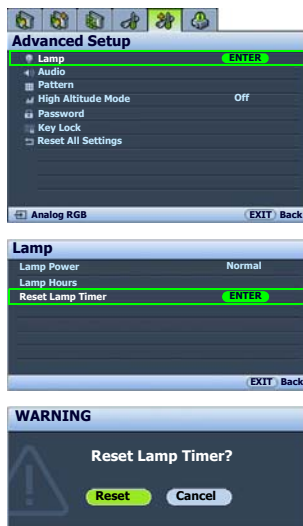 Advanced Setup
Lamp ENTER
Audio
Pattern
High Altitude Mode Off
Password
Key Lock
Reset All Settings
Analog RGB EXIT Back
Lamp
Lamp Power Normal
Lamp Hours
Reset Lamp Timer ENTER
EXIT Back
WARNING
Reset Lamp Timer?
Reset Cancel